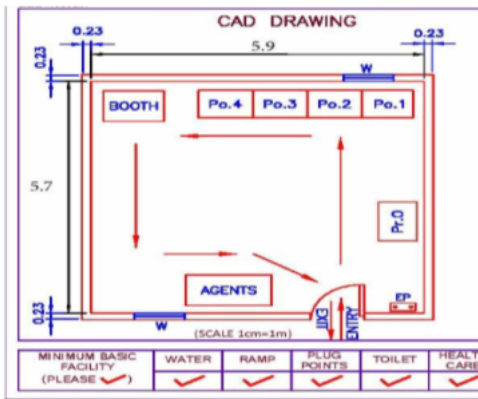 CAD DRAWING
0.23
5.9
0.23
0.23
W
BOOTH
Po.4
Po.3
Po.2
Po.1
5.7
Pr.O
AGENTS
EP
0.23
W
(SCALE 1cm=1m)
EXIT
ENTRY
MINIMUM BASIC
FACILITY
(PLEASE ✓)
WATER
RAMP
PLUG
POINTS
TOILET
HEALT
CARE
✓ ✓ ✓ ✓ ✓